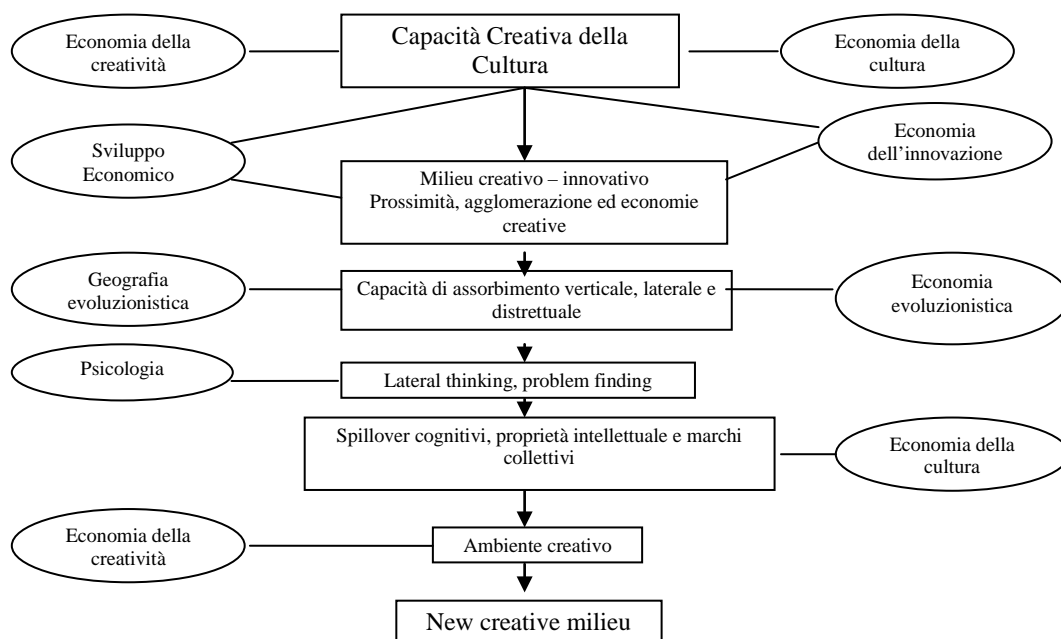 Economia della
creatività
Capacità Creativa della
Cultura
Economia della
cultura
Sviluppo
Economico
Economia
dell’innovazione
Milieu creativo – innovativo
Prossimità, agglomerazione ed economie
creative
Geografia
evoluzionistica
Capacità di assorbimento verticale, laterale e
distrettuale
Economia
evoluzionistica
Psicologia
Lateral thinking, problem finding
Spillover cognitivi, proprietà intellettuale e marchi
collettivi
Economia della
cultura
Economia della
creatività
Ambiente creativo
New creative milieu